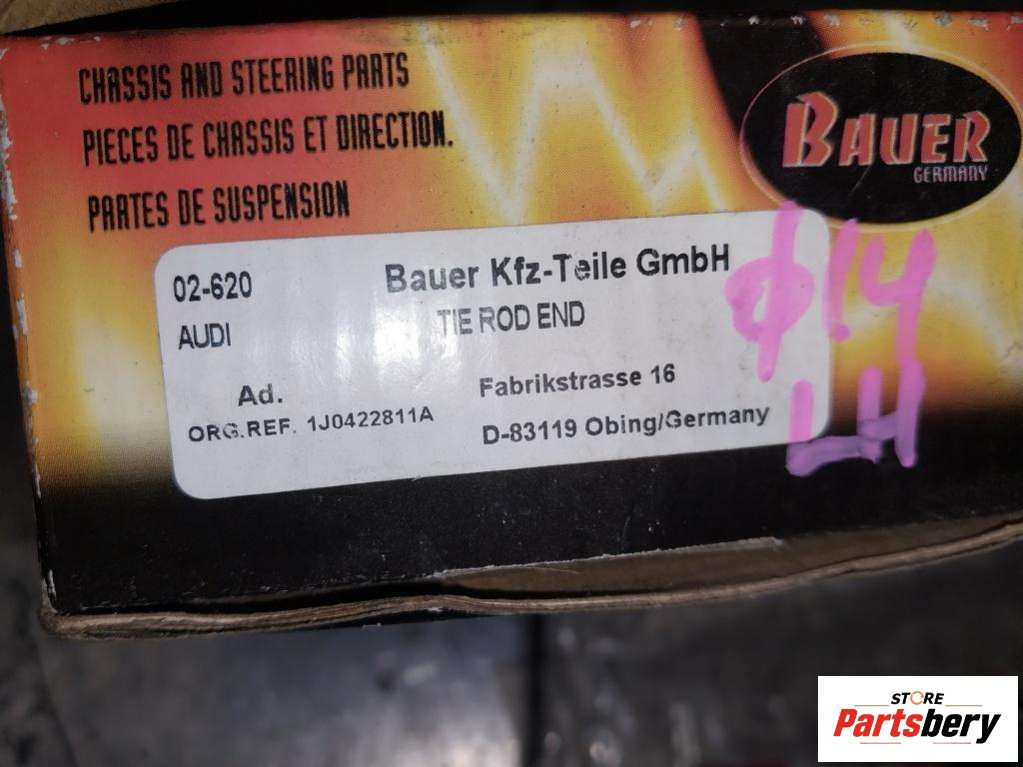 CHASSIS AND STEERING PARTS
PIECES DE CHASSIS ET DIRECTION.
PARTES DE SUSPENSION
BAUER
GERMANY
02-620
Bauer Kfz-Teile GmbH
AUDI
TIE ROD END
Ø14
LH
Ad.
Fabrikstrasse 16
ORG.REF. 1J0422811A
D-83119 Obing/Germany
STORE
Partsbery